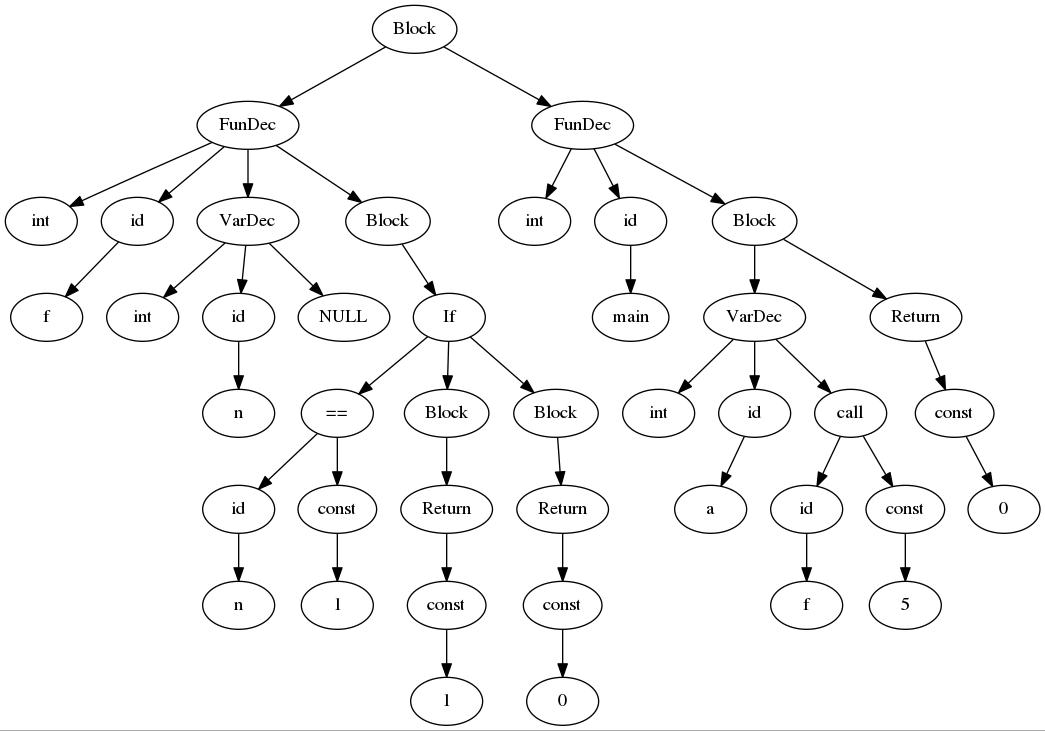 Block
FunDec FunDec
int id VarDec Block int id Block
f int id NULL If main VarDec Return
n == Block Block int id call const
id const Return Return a id const 0
n 1 const const f 5
1 0